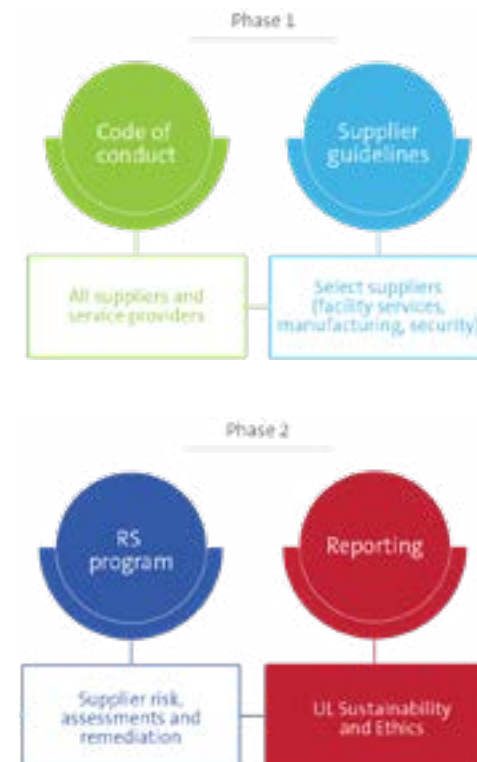 Phase 1
Code of
conduct
Supplier
guidelines
All suppliers and
service providers
Select suppliers
(facility services,
manufacturing, security)
Phase 2
RS
program
Reporting
Supplier risk,
assessments and
remediation
UL Sustainability
and Ethics